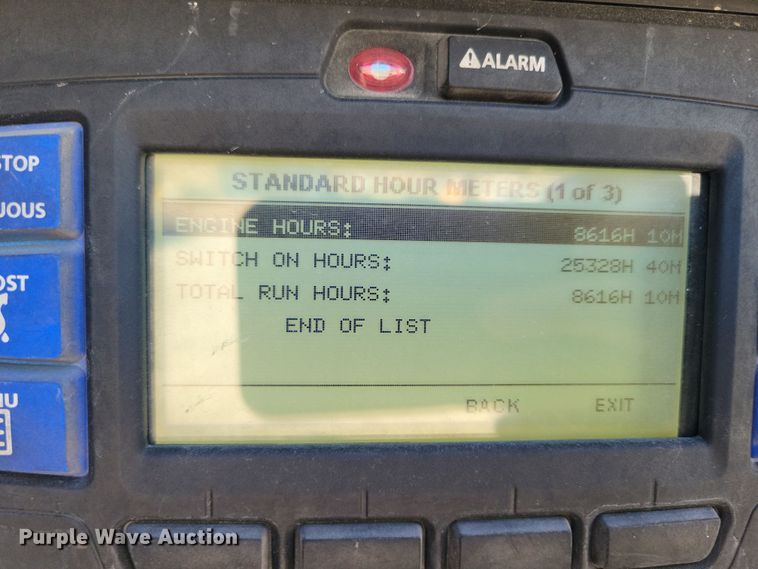 ALARM
STOP
UOUS
OST
NU
STANDARD HOUR METERS (1 of 3)
ENGINE HOURS: 8616H 10M
SWITCH ON HOURS: 25328H 40M
TOTAL RUN HOURS: 8616H 10M
END OF LIST
BACK EXIT
Purple Wave Auction®